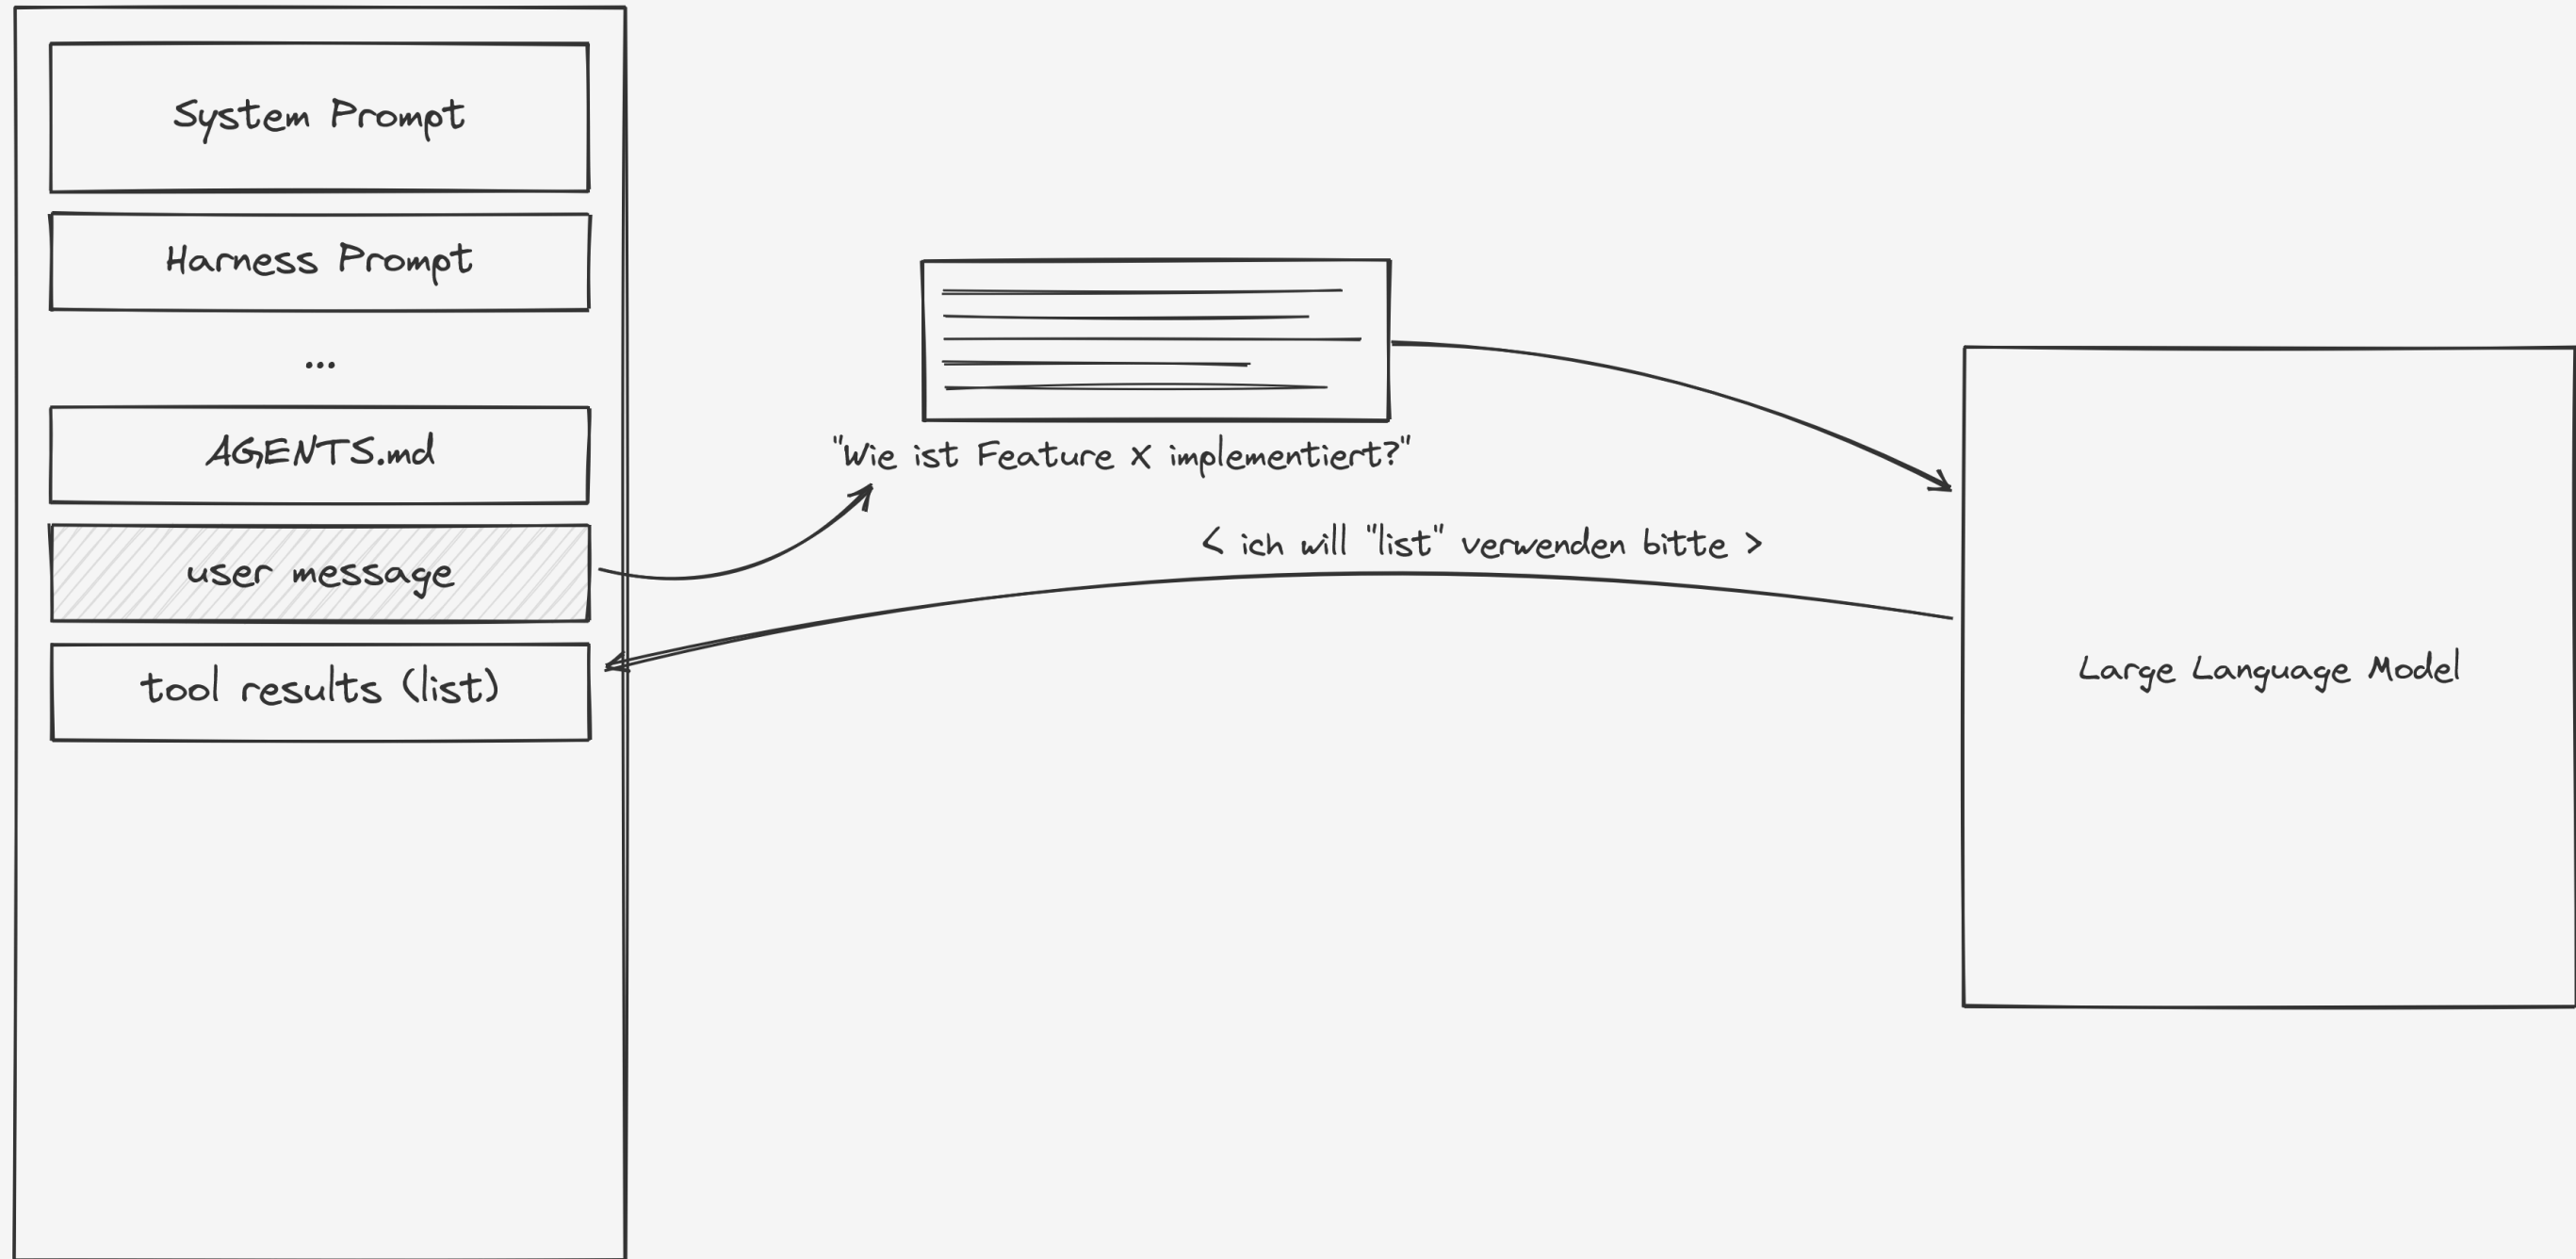 System Prompt
Harness Prompt
...
AGENTS.md
user message
tool results (list)
"Wie ist Feature X implementiert?"
< ich will "list" verwenden bitte >
Large Language Model